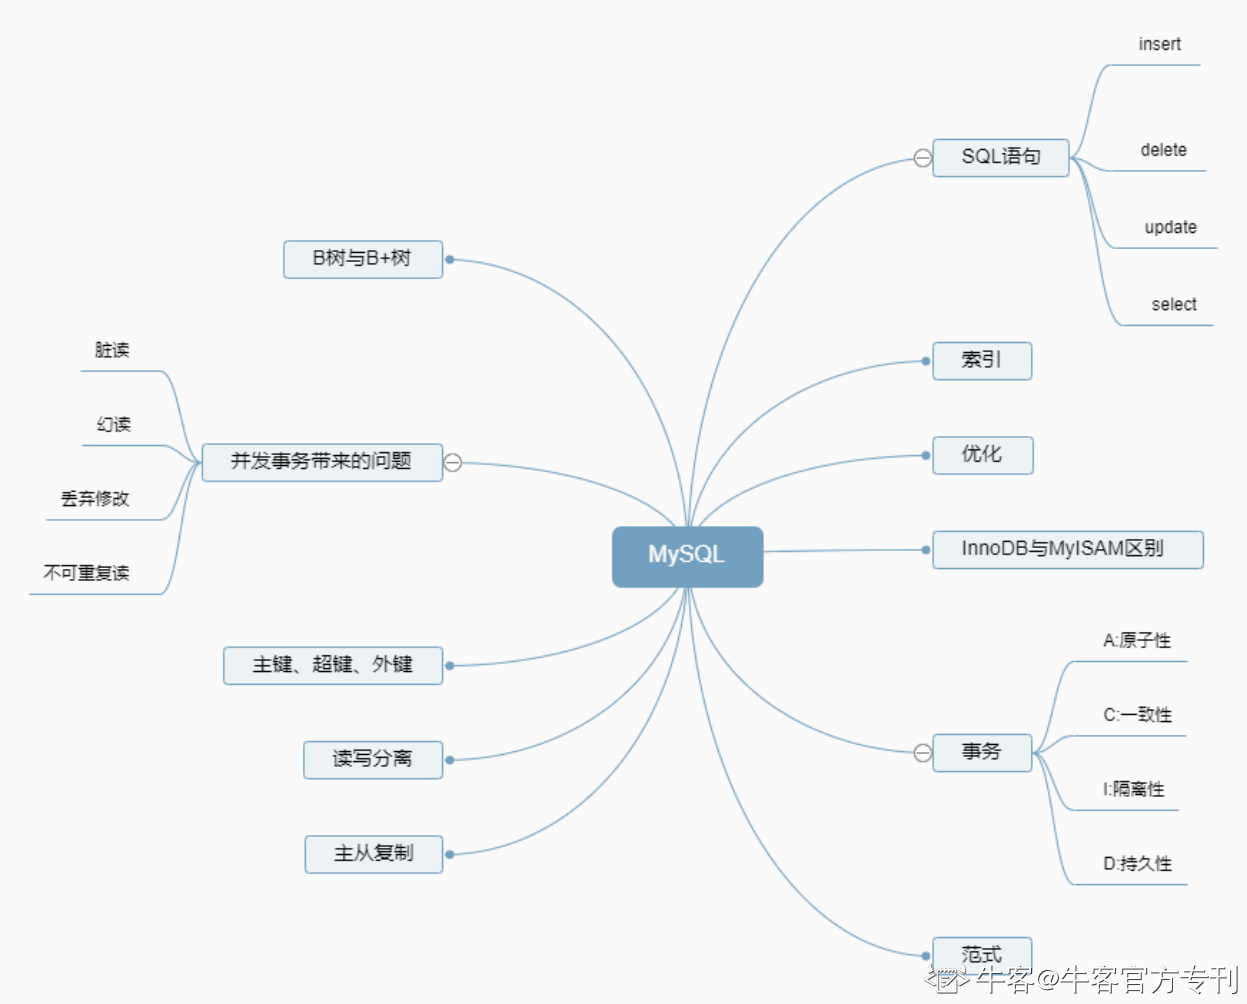 MySQL
SQL语句
insert
delete
update
select
索引
优化
InnoDB与MyISAM区别
事务
A:原子性
C:一致性
I:隔离性
D:持久性
范式
B树与B+树
并发事务带来的问题
脏读
幻读
丢弃修改
不可重复读
主键、超键、外键
读写分离
主从复制
牛客@牛客官方专刊